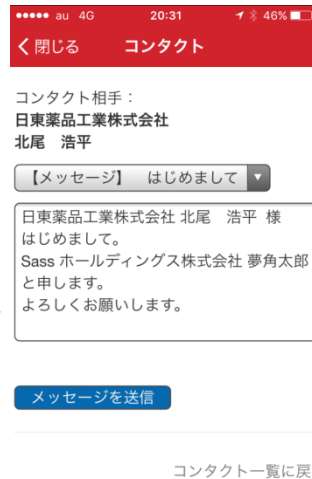 au 4G 20:31 46%
閉じる コンタクト
コンタクト相手：
日東薬品工業株式会社
北尾　浩平
【メッセージ】　はじめまして
日東薬品工業株式会社 北尾　浩平 様
はじめまして。
Sass ホールディングス株式会社 夢角太郎
と申します。
よろしくお願いします。
メッセージを送信
コンタクト一覧に戻